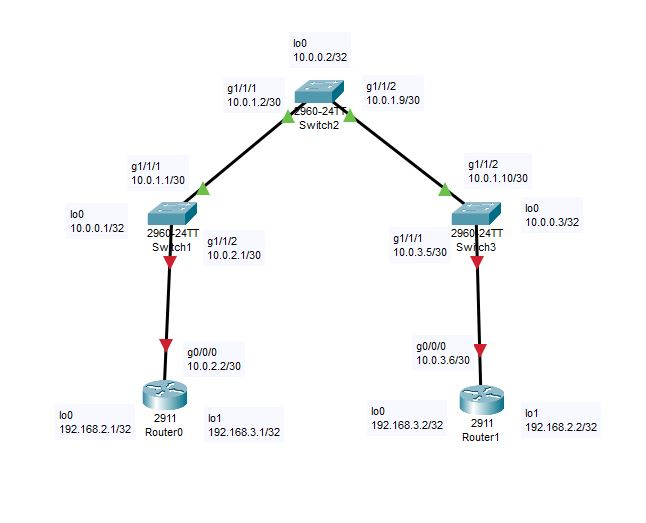 lo0
10.0.0.2/32
g1/1/1
10.0.1.2/30
g1/1/2
10.0.1.9/30
2960-24TT
Switch2
g1/1/1
10.0.1.1/30
g1/1/2
10.0.1.10/30
lo0
10.0.0.1/32
2960-24TT
Switch1
g1/1/2
10.0.2.1/30
g1/1/1
10.0.3.5/30
2960-24TT
Switch3
lo0
10.0.0.3/32
g0/0/0
10.0.2.2/30
g0/0/0
10.0.3.6/30
lo0
192.168.2.1/32
2911
Router0
lo1
192.168.3.1/32
lo0
192.168.3.2/32
2911
Router1
lo1
192.168.2.2/32